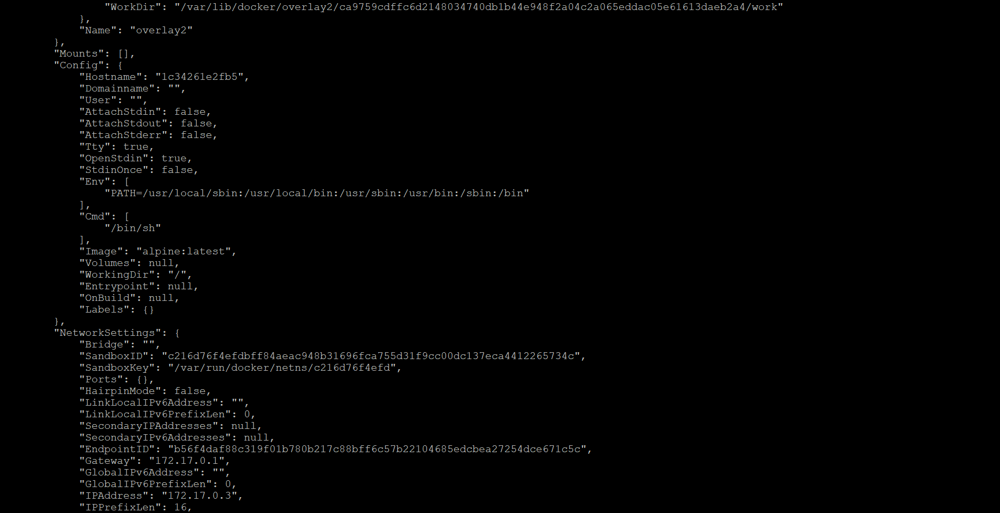 "WorkDir": "/var/lib/docker/overlay2/ca9759cdffc6d2148034740db1b44e948f2a04c2a065eddac05e61613daeb2a4/work"
},
"Name": "overlay2"
},
"Mounts": [],
"Config": {
"Hostname": "1c34261e2fb5",
"Domainname": "",
"User": "",
"AttachStdin": false,
"AttachStdout": false,
"AttachStderr": false,
"Tty": true,
"OpenStdin": true,
"StdinOnce": false,
"Env": [
"PATH=/usr/local/sbin:/usr/local/bin:/usr/sbin:/usr/bin:/sbin:/bin"
],
"Cmd": [
"/bin/sh"
],
"Image": "alpine:latest",
"Volumes": null,
"WorkingDir": "/",
"Entrypoint": null,
"OnBuild": null,
"Labels": {}
},
"NetworkSettings": {
"Bridge": "",
"SandboxID": "c216d76f4efdbff84aeac948b31696fca755d31f9cc00dc137eca4412265734c",
"SandboxKey": "/var/run/docker/netns/c216d76f4efd",
"Ports": {},
"HairpinMode": false,
"LinkLocalIPv6Address": "",
"LinkLocalIPv6PrefixLen": 0,
"SecondaryIPAddresses": null,
"SecondaryIPv6Addresses": null,
"EndpointID": "b56f4daf88c319f01b780b217c88bff6c57b22104685edcbea27254dce671c5c",
"Gateway": "172.17.0.1",
"GlobalIPv6Address": "",
"GlobalIPv6PrefixLen": 0,
"IPAddress": "172.17.0.3",
"IPPrefixLen": 16,